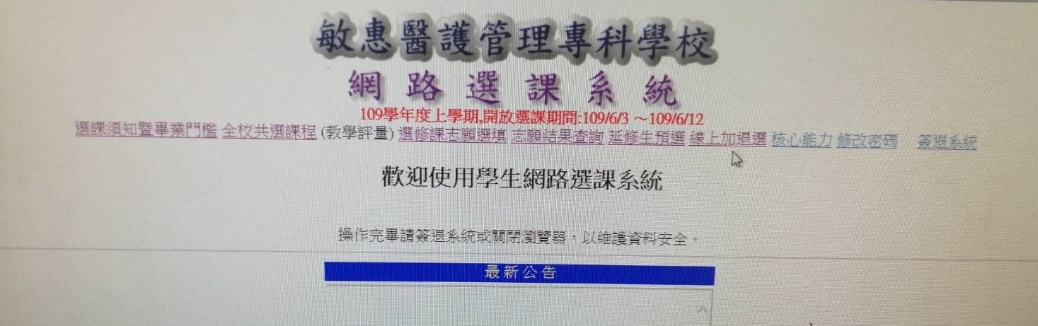 敏惠醫護管理專科學校
網路選課系統
109學年度上學期,開放選課期間:109/6/3 ～109/6/12
選課須知暨畢業門檻 全校共選課程 (教學評量) 選修課志願選填 志願結果查詢 延修生預選 線上加退選 核心能力 修改密碼 簽退系統
歡迎使用學生網路選課系統
操作完畢請簽退系統或關閉瀏覽器，以維護資料安全。
最新公告